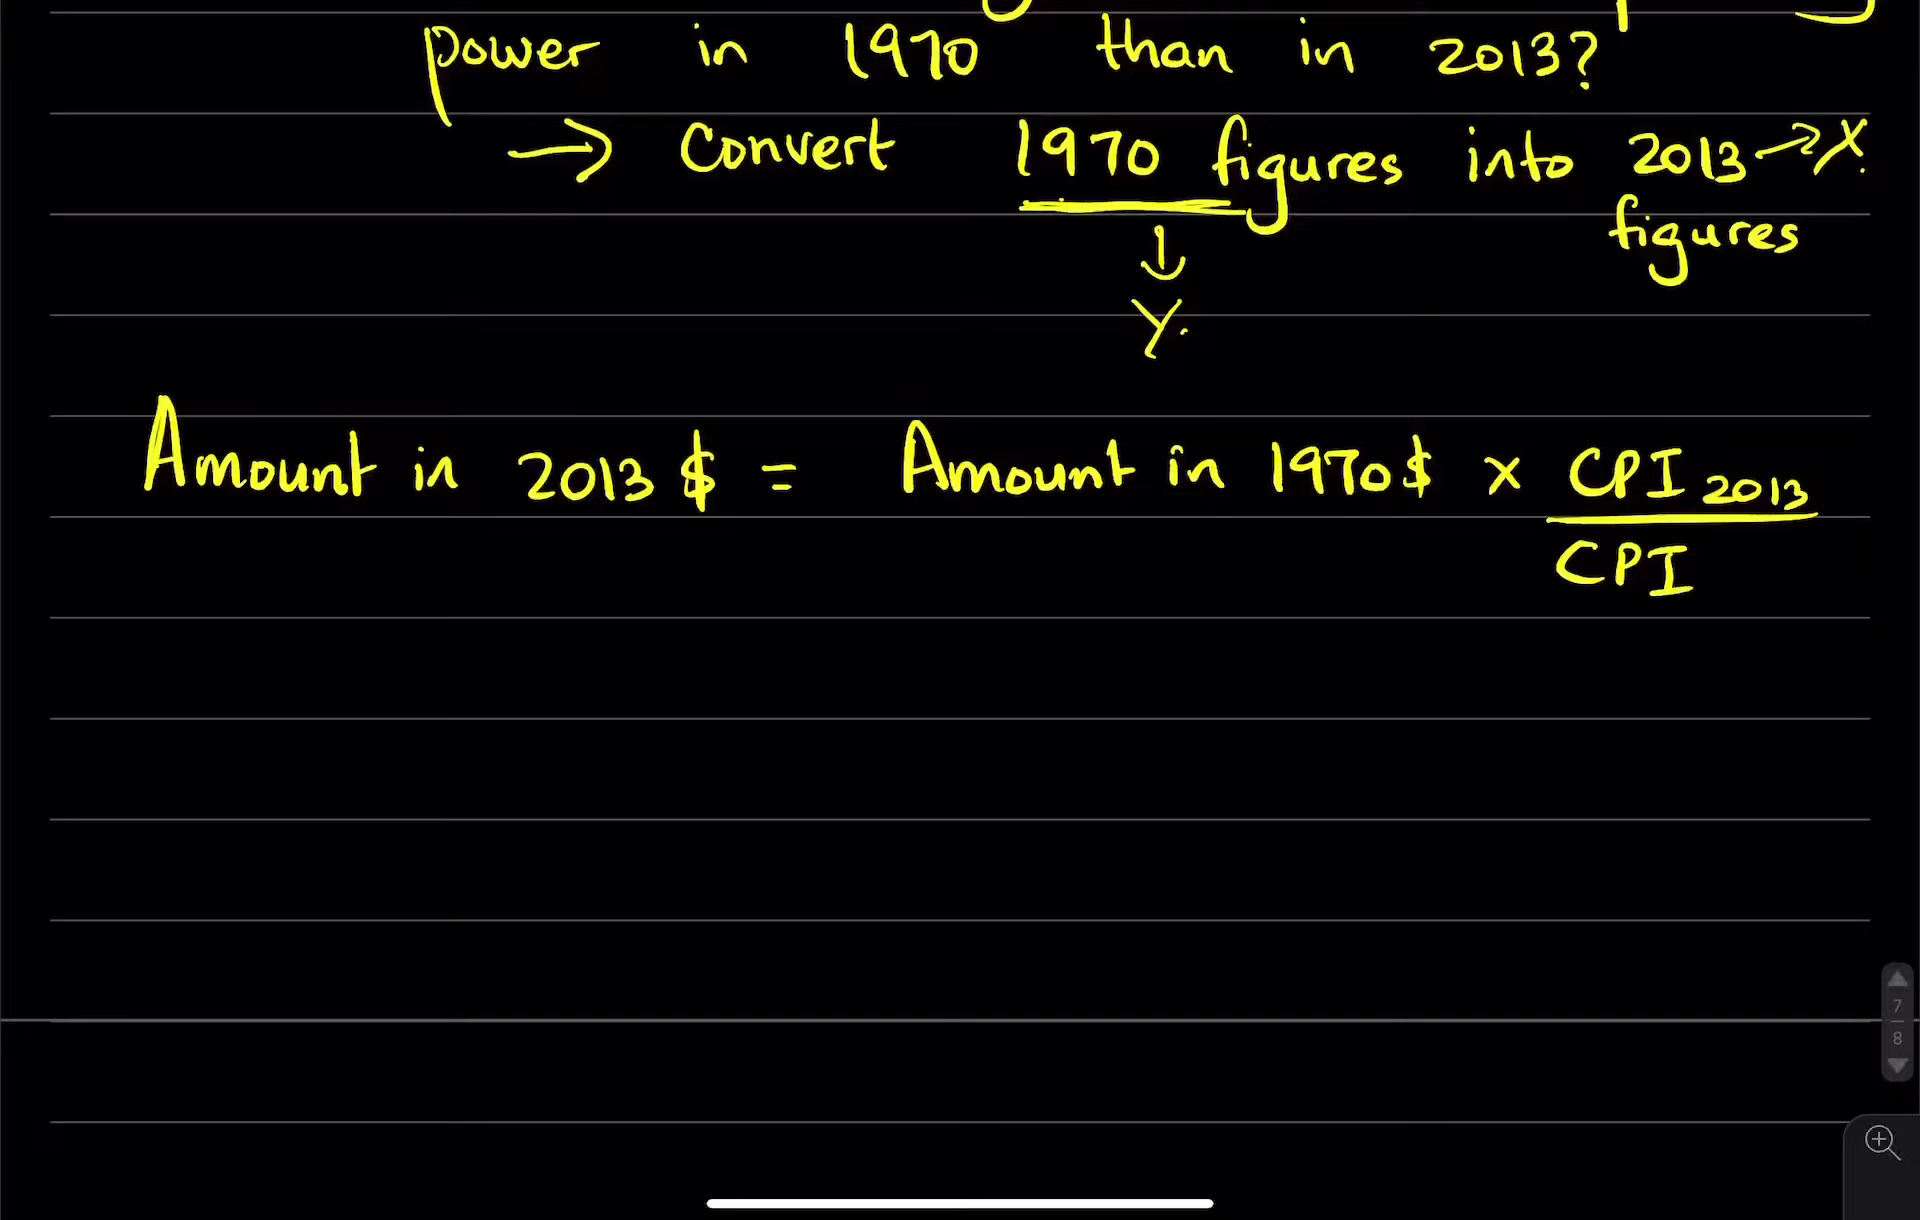 power in 1970 than in 2013?
→ Convert 1970 figures into 2013 → X.
figures
↓
Y.
Amount in 2013 $ = Amount in 1970 $ × CPI 2013
CPI
7
8